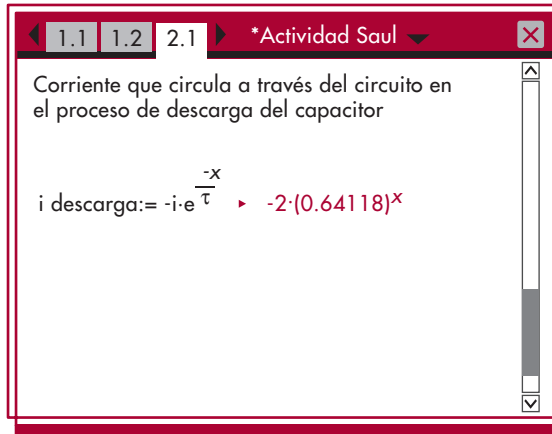 1.1 1.2 2.1 *Actividad Saul
Corriente que circula a través del circuito en
el proceso de descarga del capacitor
i descarga:= -i·e^(-x/τ) ▸ -2·(0.64118)^x